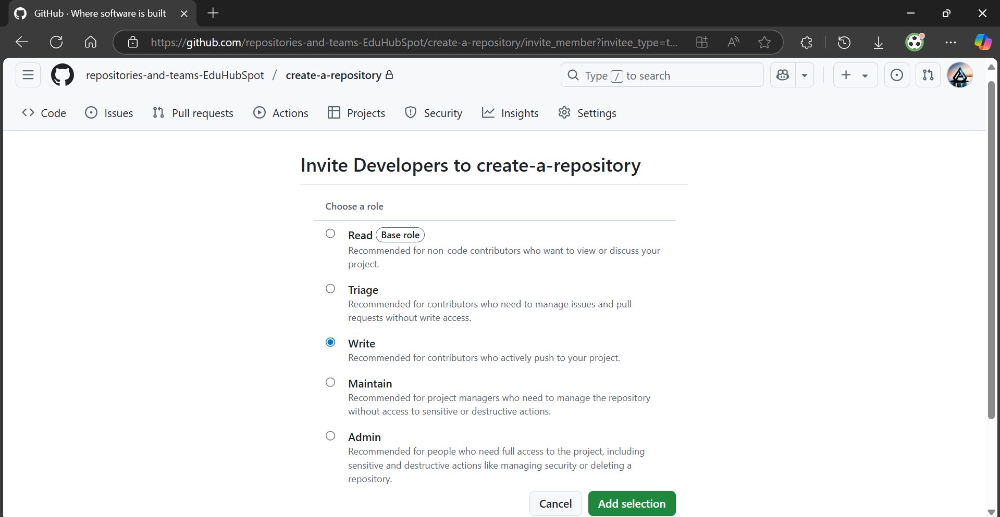 GitHub · Where software is built
https://github.com/repositories-and-teams-EduHubSpot/create-a-repository/invite_member?invitee_type=t...
repositories-and-teams-EduHubSpot / create-a-repository
Type / to search
Code Issues Pull requests Actions Projects Security Insights Settings
Invite Developers to create-a-repository
Choose a role
Read Base role
Recommended for non-code contributors who want to view or discuss your
project.
Triage
Recommended for contributors who need to manage issues and pull
requests without write access.
Write
Recommended for contributors who actively push to your project.
Maintain
Recommended for project managers who need to manage the repository
without access to sensitive or destructive actions.
Admin
Recommended for people who need full access to the project, including
sensitive and destructive actions like managing security or deleting a
repository.
Cancel Add selection